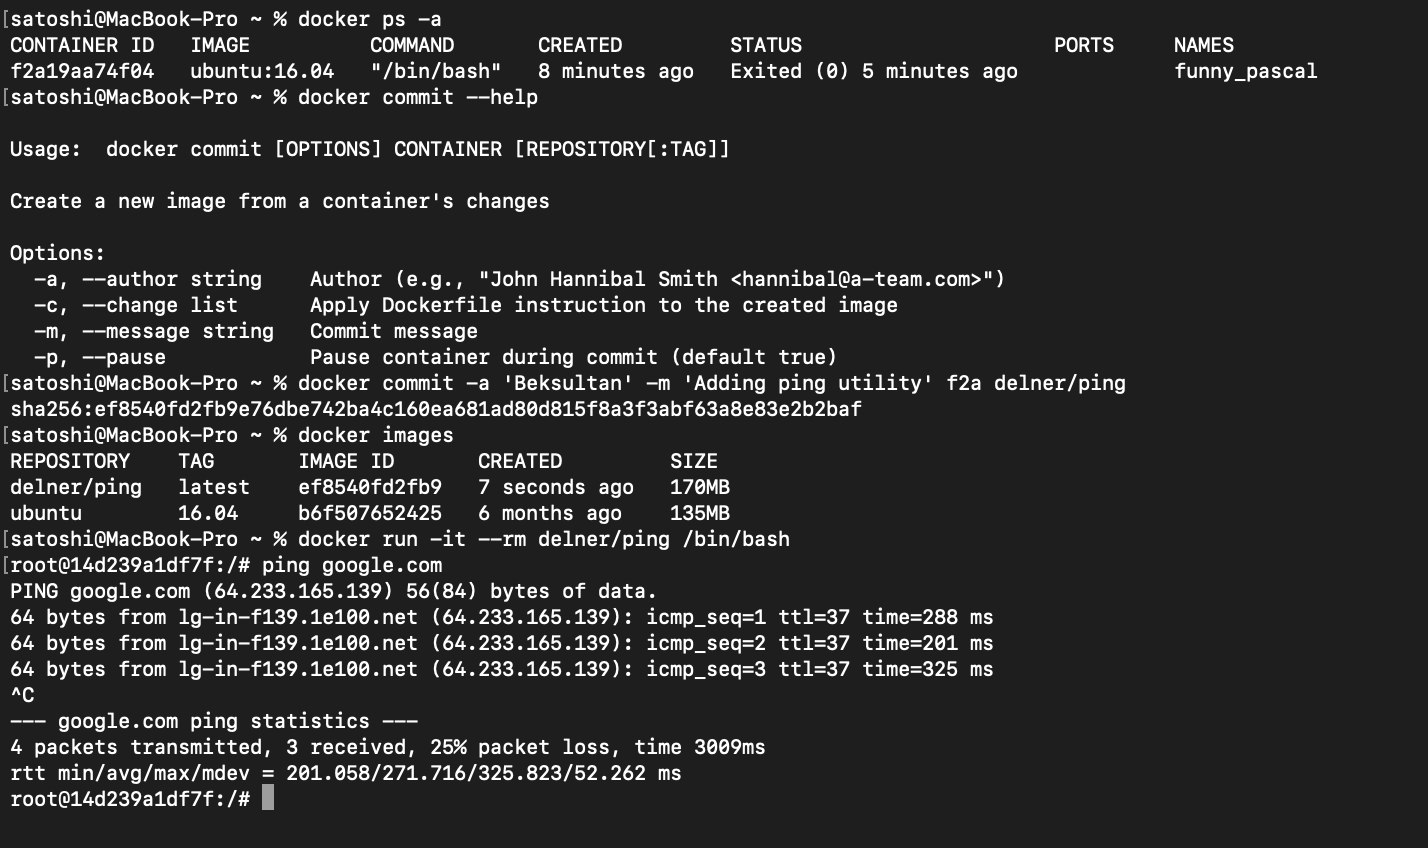 [satoshi@MacBook-Pro ~ % docker ps -a
CONTAINER ID   IMAGE          COMMAND       CREATED         STATUS                     PORTS     NAMES
f2a19aa74f04   ubuntu:16.04   "/bin/bash"   8 minutes ago   Exited (0) 5 minutes ago             funny_pascal
[satoshi@MacBook-Pro ~ % docker commit --help
Usage:  docker commit [OPTIONS] CONTAINER [REPOSITORY[:TAG]]
Create a new image from a container's changes
Options:
  -a, --author string    Author (e.g., "John Hannibal Smith <hannibal@a-team.com>")
  -c, --change list      Apply Dockerfile instruction to the created image
  -m, --message string   Commit message
  -p, --pause            Pause container during commit (default true)
[satoshi@MacBook-Pro ~ % docker commit -a 'Beksultan' -m 'Adding ping utility' f2a delner/ping
sha256:ef8540fd2fb9e76dbe742ba4c160ea681ad80d815f8a3f3abf63a8e83e2b2baf
[satoshi@MacBook-Pro ~ % docker images
REPOSITORY    TAG       IMAGE ID       CREATED         SIZE
delner/ping   latest    ef8540fd2fb9   7 seconds ago   170MB
ubuntu        16.04     b6f507652425   6 months ago    135MB
[satoshi@MacBook-Pro ~ % docker run -it --rm delner/ping /bin/bash
[root@14d239a1df7f:/# ping google.com
PING google.com (64.233.165.139) 56(84) bytes of data.
64 bytes from lg-in-f139.1e100.net (64.233.165.139): icmp_seq=1 ttl=37 time=288 ms
64 bytes from lg-in-f139.1e100.net (64.233.165.139): icmp_seq=2 ttl=37 time=201 ms
64 bytes from lg-in-f139.1e100.net (64.233.165.139): icmp_seq=3 ttl=37 time=325 ms
^C
--- google.com ping statistics ---
4 packets transmitted, 3 received, 25% packet loss, time 3009ms
rtt min/avg/max/mdev = 201.058/271.716/325.823/52.262 ms
root@14d239a1df7f:/#